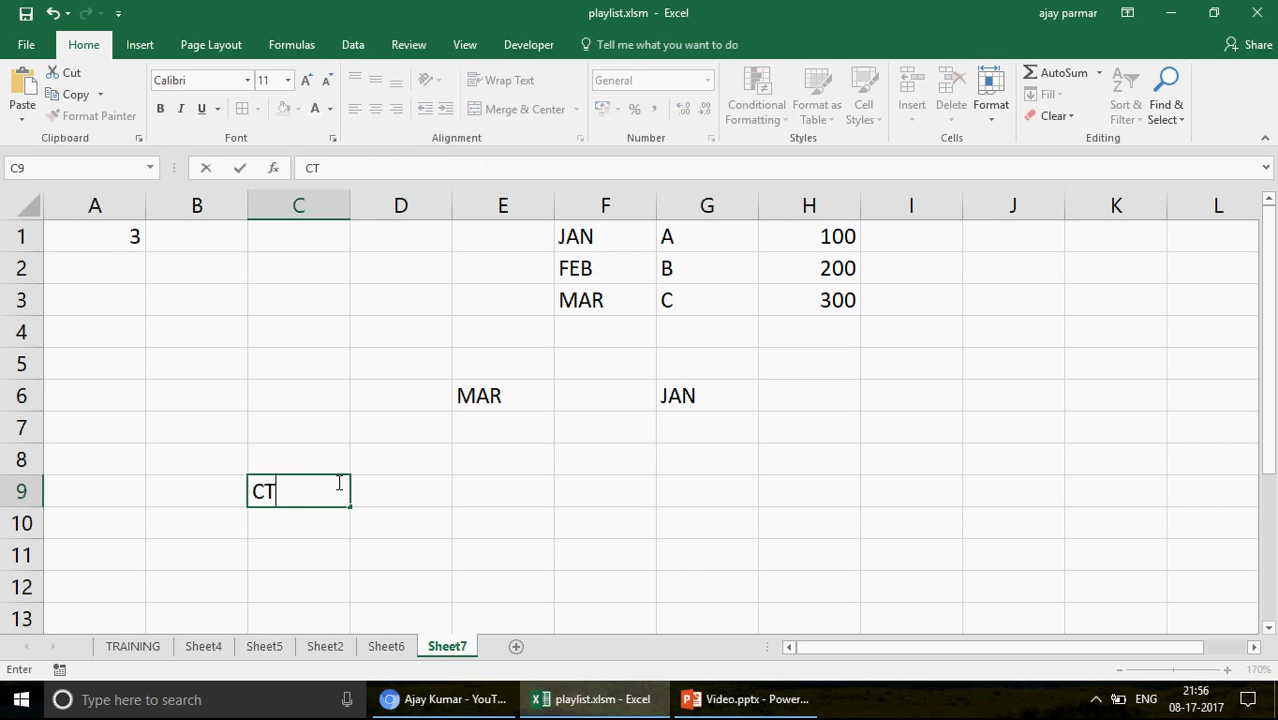 playlist.xlsm - Excel
ajay parmar
File Home Insert Page Layout Formulas Data Review View Developer Tell me what you want to do Share
Paste
Cut
Copy
Format Painter
Calibri 11
B I U
Wrap Text
Merge & Center
General
Conditional Formatting
Format as Table
Cell Styles
Insert Delete Format
AutoSum
Fill
Clear
Sort & Filter
Find & Select
Clipboard Font Alignment Number Styles Cells Editing
C9 fx CT
A B C D E F G H I J K L
1 3 JAN A 100
2 FEB B 200
3 MAR C 300
4
5
6 MAR JAN
7
8
9 CT
10
11
12
13
TRAINING Sheet4 Sheet5 Sheet2 Sheet6 Sheet7
Enter 170%
Type here to search
Ajay Kumar - YouT...
playlist.xlsm - Excel
Video.pptx - Power...
ENG
21:56
08-17-2017